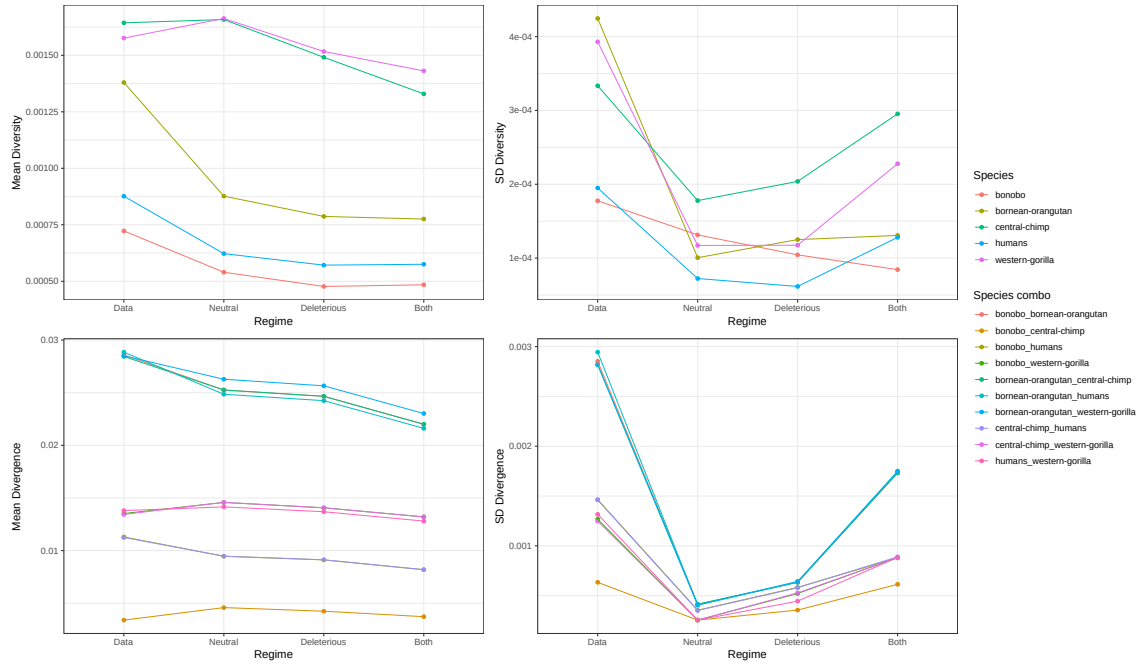 Mean Diversity
0.00150
0.00125
0.00100
0.00075
0.00050
Data Neutral Deleterious Both
Regime
SD Diversity
4e-04
3e-04
2e-04
1e-04
Data Neutral Deleterious Both
Regime
Mean Divergence
0.03
0.02
0.01
Data Neutral Deleterious Both
Regime
SD Divergence
0.003
0.002
0.001
Data Neutral Deleterious Both
Regime
Species
bonobo
bornean-orangutan
central-chimp
humans
western-gorilla
Species combo
bonobo_bornean-orangutan
bonobo_central-chimp
bonobo_humans
bonobo_western-gorilla
bornean-orangutan_central-chimp
bornean-orangutan_humans
bornean-orangutan_western-gorilla
central-chimp_humans
central-chimp_western-gorilla
humans_western-gorilla